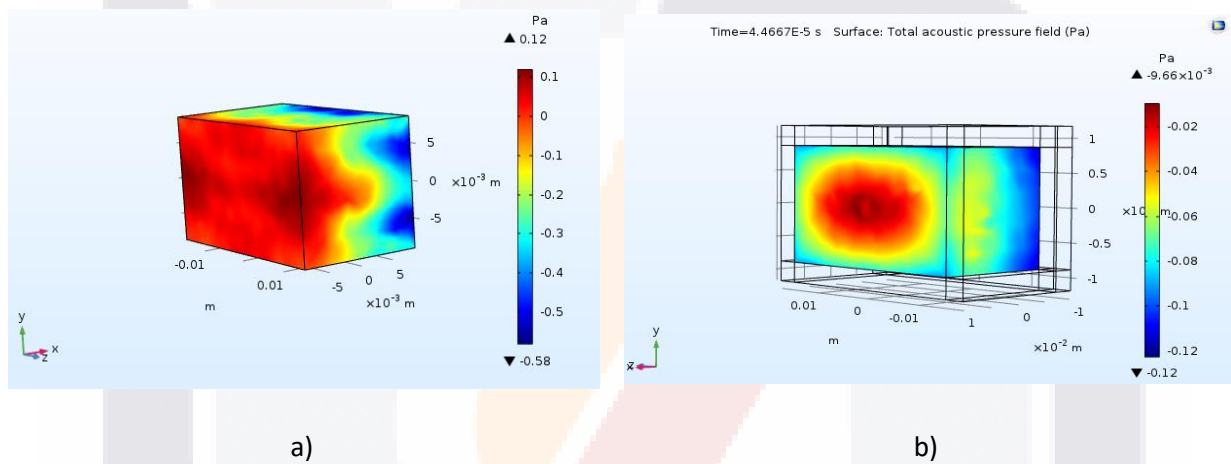 Pa
▲ 0.12
0.1
0
-0.1
-0.2
-0.3
-0.4
-0.5
▼ -0.58
5
0
×10⁻³ m
-5
-0.01
0.01
m
-5
0
5
×10⁻³ m
y
x
z
a)
Time=4.4667E-5 s Surface: Total acoustic pressure field (Pa)
Pa
▲ -9.66×10⁻³
-0.02
-0.04
-0.06
-0.08
-0.1
-0.12
▼ -0.12
1
0.5
0
m
-0.5
-1
0.01
0
-0.01
m
1
0
-1
×10⁻² m
y
z
b)